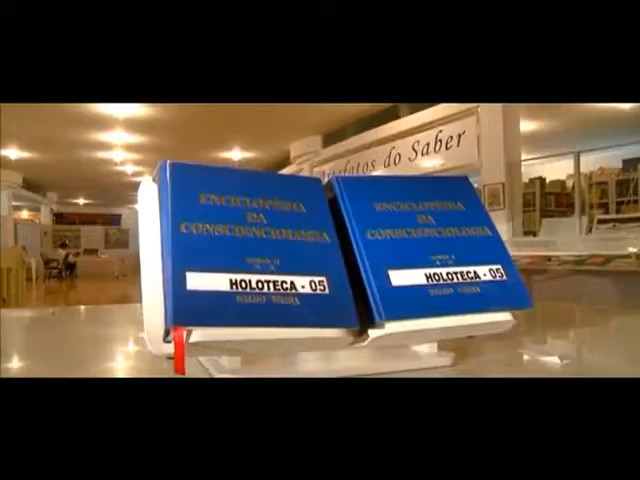 Artefatos do Saber
ENCICLOPÉDIA
DA
CONSCIENCIOLOGIA
HOLOTECA - 05
WALDO VIEIRA
ENCICLOPÉDIA
DA
CONSCIENCIOLOGIA
HOLOTECA - 05
WALDO VIEIRA